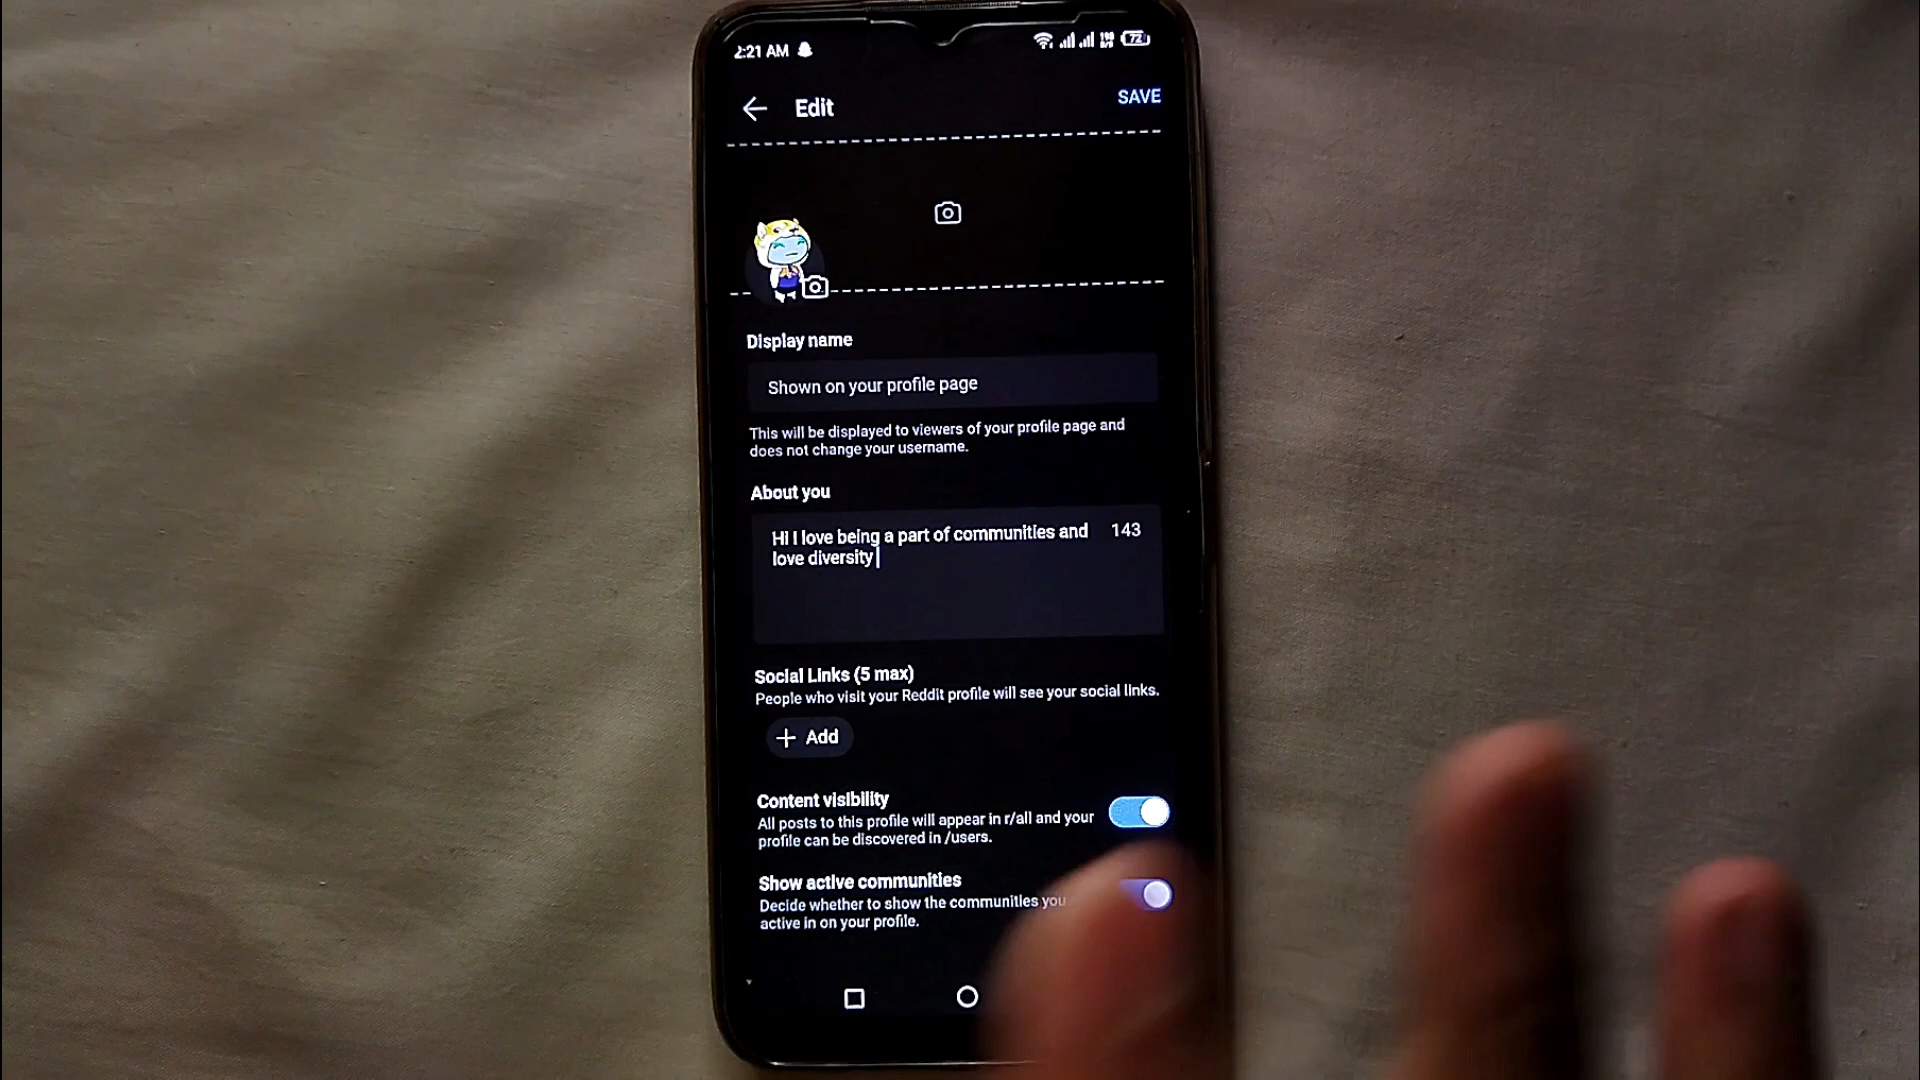 2:21 AM
72
Edit
SAVE
Display name
Shown on your profile page
This will be displayed to viewers of your profile page and
does not change your username.
About you
Hi I love being a part of communities and
love diversity
143
Social Links (5 max)
People who visit your Reddit profile will see your social links.
+ Add
Content visibility
All posts to this profile will appear in r/all and your
profile can be discovered in /users.
Show active communities
Decide whether to show the communities you
active in on your profile.